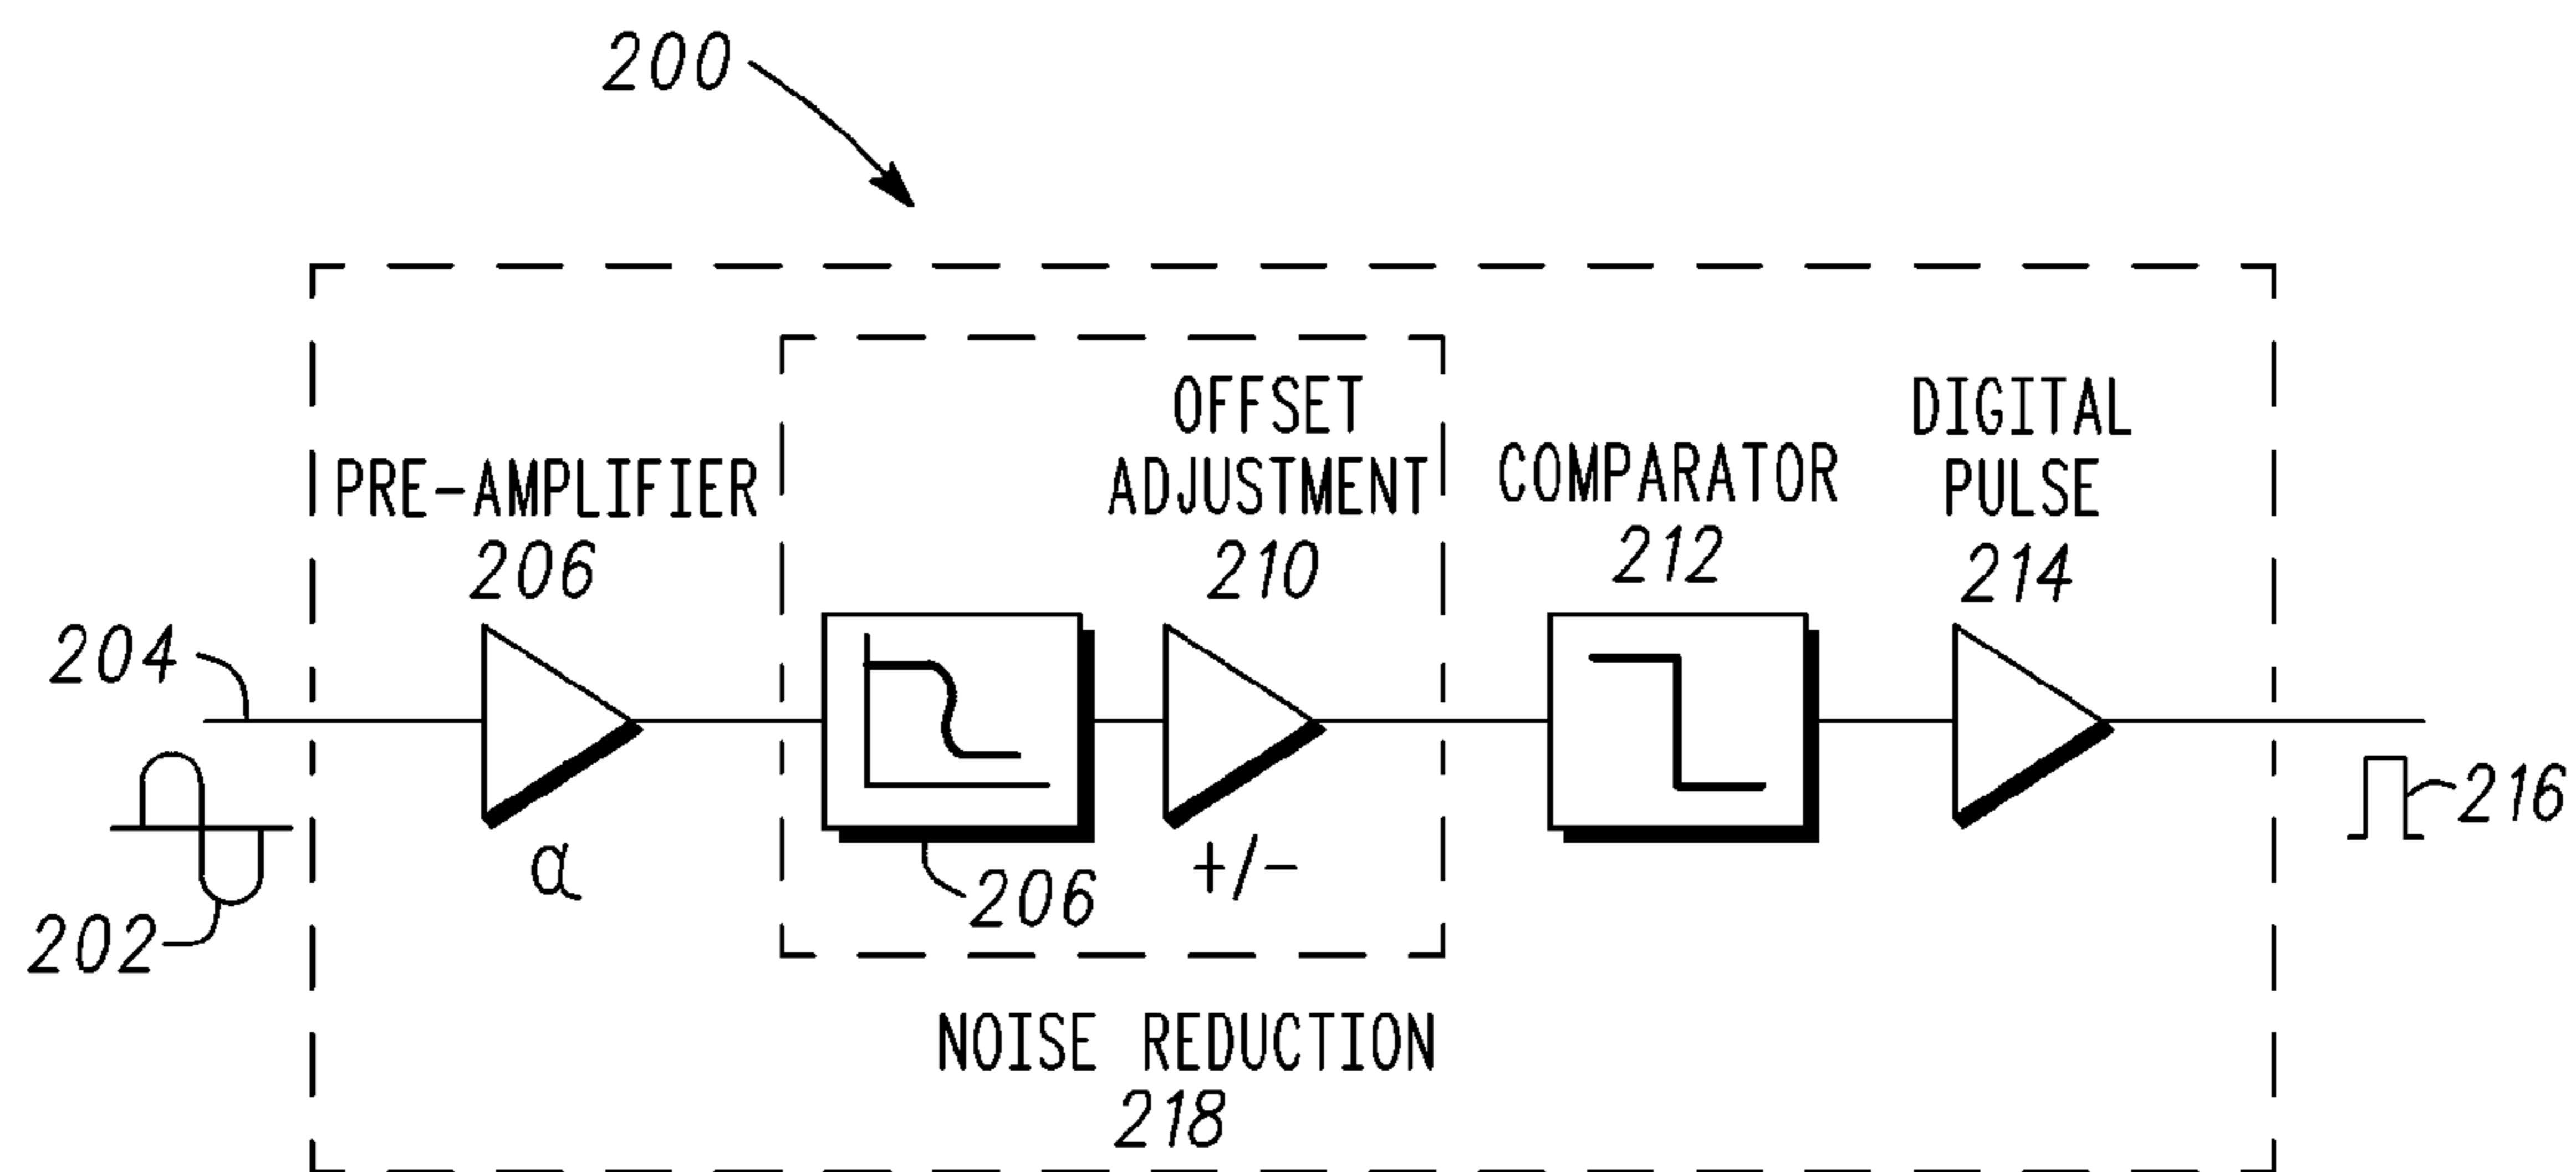 200
OFFSET
ADJUSTMENT
210
DIGITAL
PULSE
214
PRE-AMPLIFIER
206
COMPARATOR
212
204
α
+/-
206
216
202
NOISE REDUCTION
218